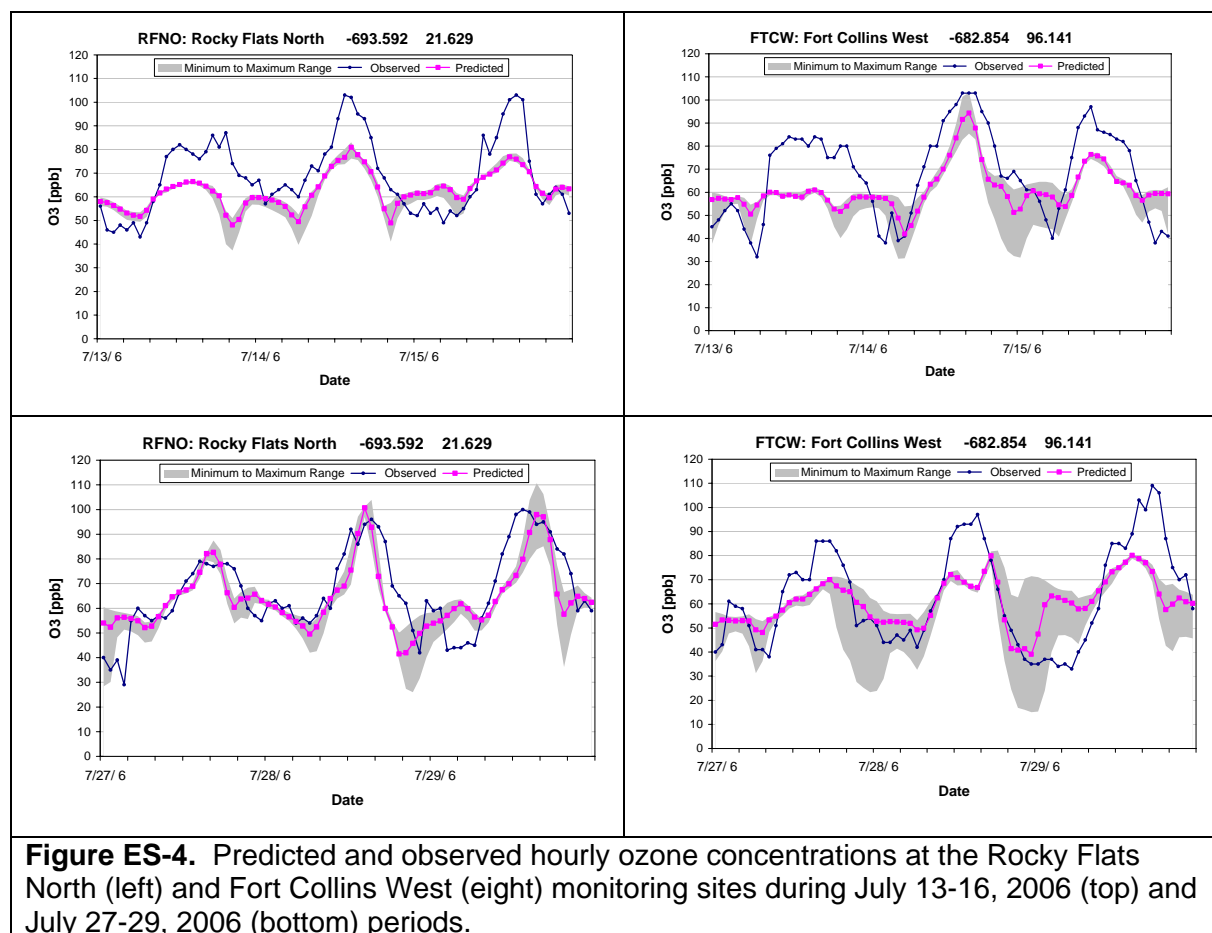 RFNO: Rocky Flats North -693.592 21.629
Minimum to Maximum Range Observed Predicted
120
110
100
90
80
70
60
50
40
30
20
10
0
O3 [ppb]
7/13/ 6 7/14/ 6 7/15/ 6
Date
FTCW: Fort Collins West -682.854 96.141
Minimum to Maximum Range Observed Predicted
120
110
100
90
80
70
60
50
40
30
20
10
0
O3 [ppb]
7/13/ 6 7/14/ 6 7/15/ 6
Date
RFNO: Rocky Flats North -693.592 21.629
Minimum to Maximum Range Observed Predicted
120
110
100
90
80
70
60
50
40
30
20
10
0
O3 [ppb]
7/27/ 6 7/28/ 6 7/29/ 6
Date
FTCW: Fort Collins West -682.854 96.141
Minimum to Maximum Range Observed Predicted
120
110
100
90
80
70
60
50
40
30
20
10
0
O3 [ppb]
7/27/ 6 7/28/ 6 7/29/ 6
Date
Figure ES-4. Predicted and observed hourly ozone concentrations at the Rocky Flats
North (left) and Fort Collins West (eight) monitoring sites during July 13-16, 2006 (top) and
July 27-29, 2006 (bottom) periods.